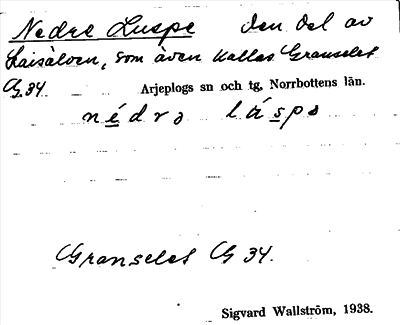 Nedre Luspe den del av
Laisälven, som även kallas Granselet
G. 34. Arjeplogs sn och tg, Norrbottens län.
nédrə láspə
Granselet G 34.
Sigvard Wallström, 1938.